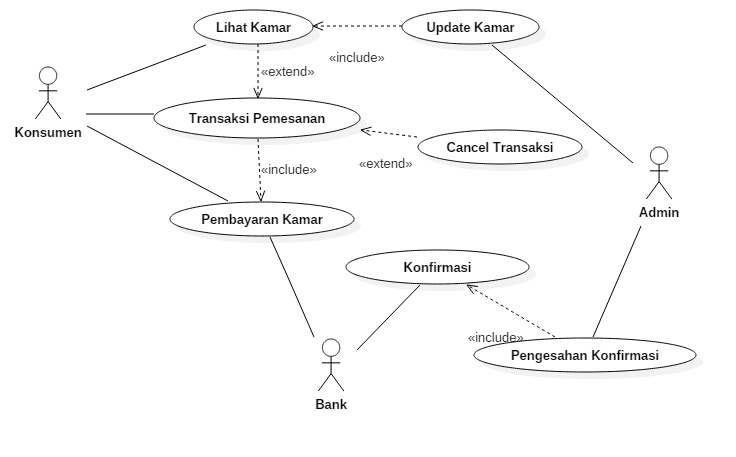 Lihat Kamar
Update Kamar
«include»
«extend»
Konsumen
Transaksi Pemesanan
Cancel Transaksi
«include»
«extend»
Pembayaran Kamar
Admin
Konfirmasi
«include»
Pengesahan Konfirmasi
Bank